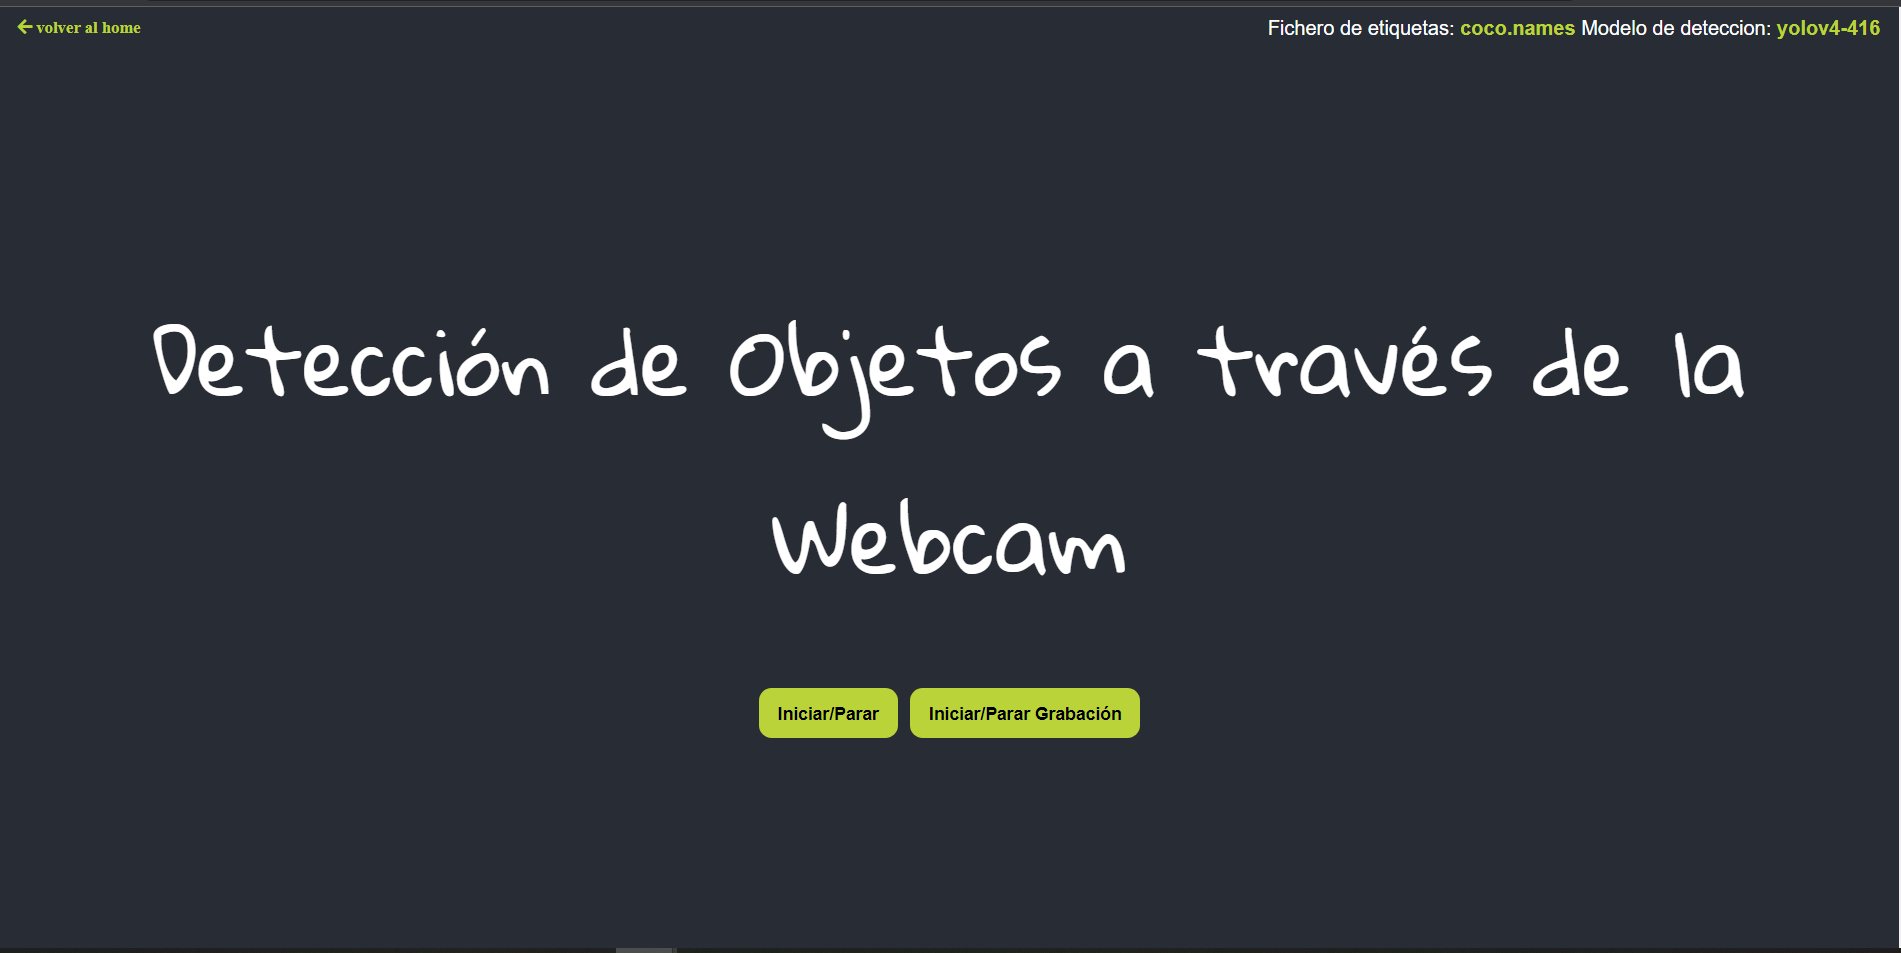 volver al home
Fichero de etiquetas: coco.names Modelo de deteccion: yolov4-416
Detección de Objetos a través de la
Webcam
Iniciar/Parar
Iniciar/Parar Grabación